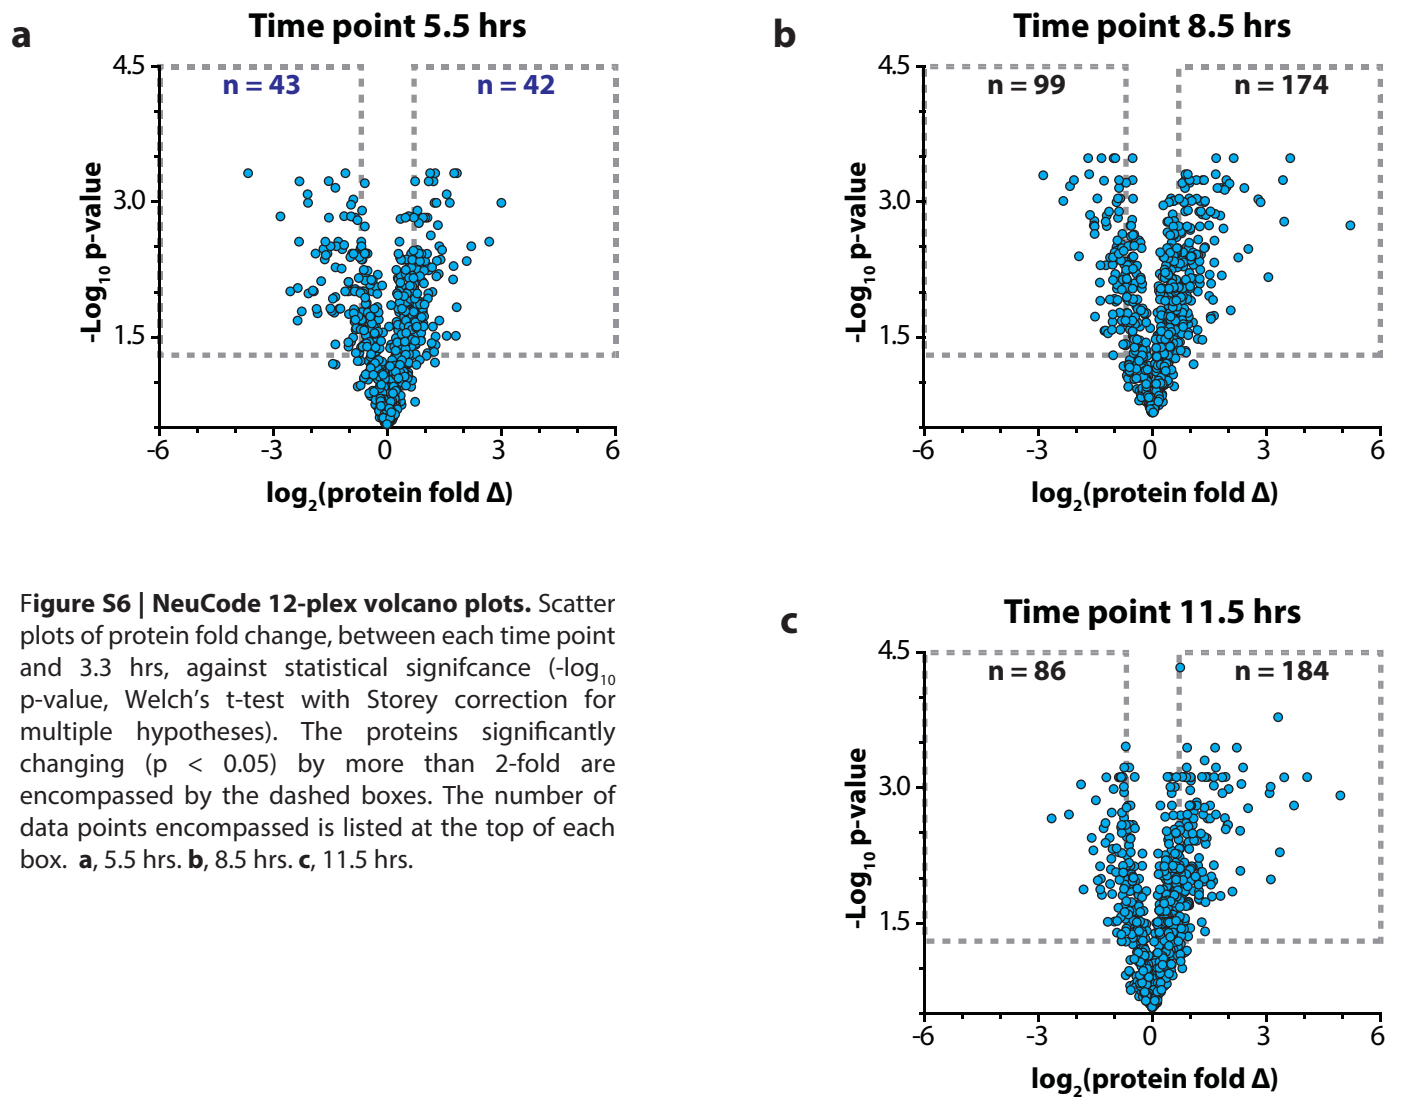 a
Time point 5.5 hrs
4.5
3.0
1.5
n = 43
n = 42
-Log10 p-value
-6
-3
0
3
6
log2(protein fold Δ)
b
Time point 8.5 hrs
4.5
3.0
1.5
n = 99
n = 174
-Log10 p-value
-6
-3
0
3
6
log2(protein fold Δ)
Figure S6 | NeuCode 12-plex volcano plots. Scatter
plots of protein fold change, between each time point
and 3.3 hrs, against statistical signifcance (-log10
p-value, Welch's t-test with Storey correction for
multiple hypotheses). The proteins significantly
changing (p < 0.05) by more than 2-fold are
encompassed by the dashed boxes. The number of
data points encompassed is listed at the top of each
box. a, 5.5 hrs. b, 8.5 hrs. c, 11.5 hrs.
c
Time point 11.5 hrs
4.5
3.0
1.5
n = 86
n = 184
-Log10 p-value
-6
-3
0
3
6
log2(protein fold Δ)